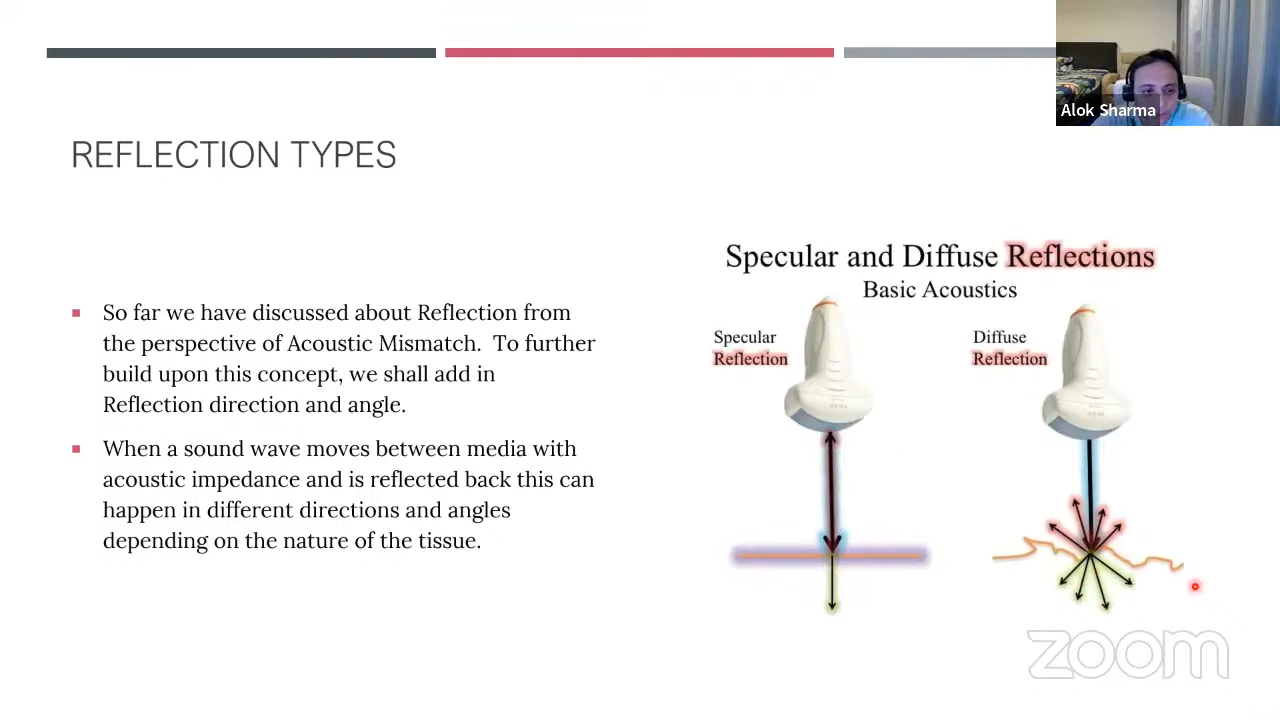 Alok Sharma
REFLECTION TYPES
So far we have discussed about Reflection from
the perspective of Acoustic Mismatch. To further
build upon this concept, we shall add in
Reflection direction and angle.
When a sound wave moves between media with
acoustic impedance and is reflected back this can
happen in different directions and angles
depending on the nature of the tissue.
Specular and Diffuse Reflections
Basic Acoustics
Specular
Reflection
Diffuse
Reflection
zoom